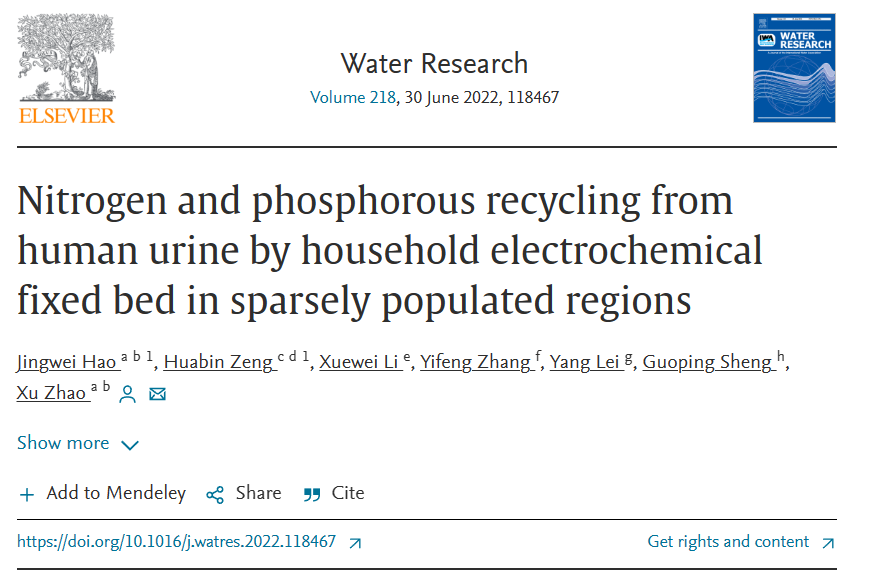 ELSEVIER
Water Research
Volume 218, 30 June 2022, 118467
IWA
WATER
RESEARCH
Nitrogen and phosphorous recycling from
human urine by household electrochemical
fixed bed in sparsely populated regions
Jingwei Hao a b 1, Huabin Zeng c d 1, Xuewei Li e, Yifeng Zhang f, Yang Lei g, Guoping Sheng h,
Xu Zhao a b
Show more
+ Add to Mendeley Share Cite
https://doi.org/10.1016/j.watres.2022.118467 Get rights and content